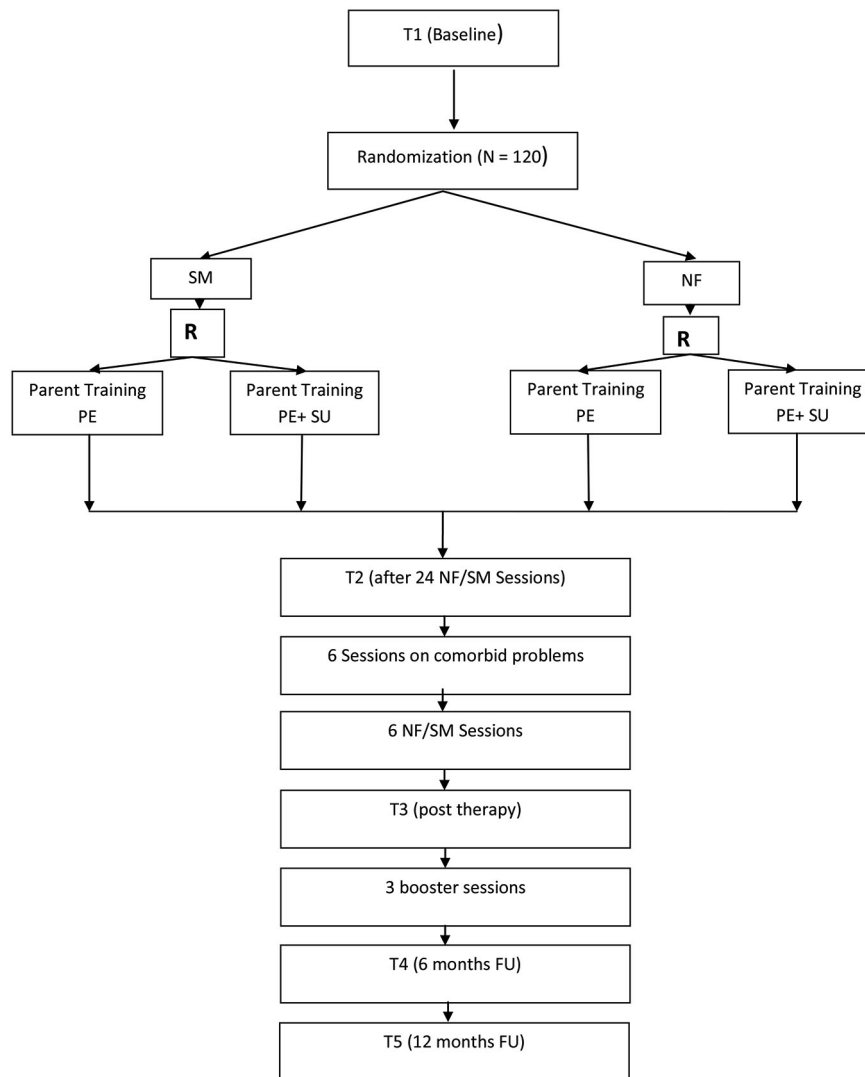 T1 (Baseline)
Randomization (N = 120)
SM
NF
R
R
Parent Training
PE
Parent Training
PE+ SU
Parent Training
PE
Parent Training
PE+ SU
T2 (after 24 NF/SM Sessions)
6 Sessions on comorbid problems
6 NF/SM Sessions
T3 (post therapy)
3 booster sessions
T4 (6 months FU)
T5 (12 months FU)